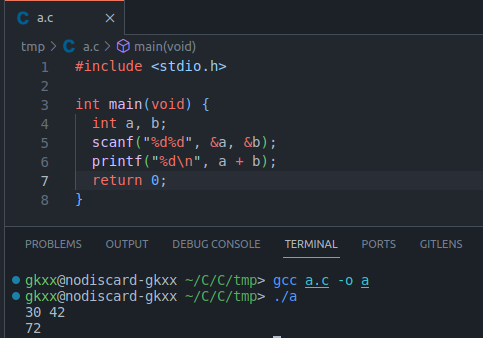 C a.c ×
tmp > C a.c > main(void)
1 #include <stdio.h>
2
3 int main(void) {
4   int a, b;
5   scanf("%d%d", &a, &b);
6   printf("%d\n", a + b);
7   return 0;
8 }
PROBLEMS OUTPUT DEBUG CONSOLE TERMINAL PORTS GITLENS
gkxx@nodiscard-gkxx ~/C/C/tmp> gcc a.c -o a
gkxx@nodiscard-gkxx ~/C/C/tmp> ./a
30 42
72